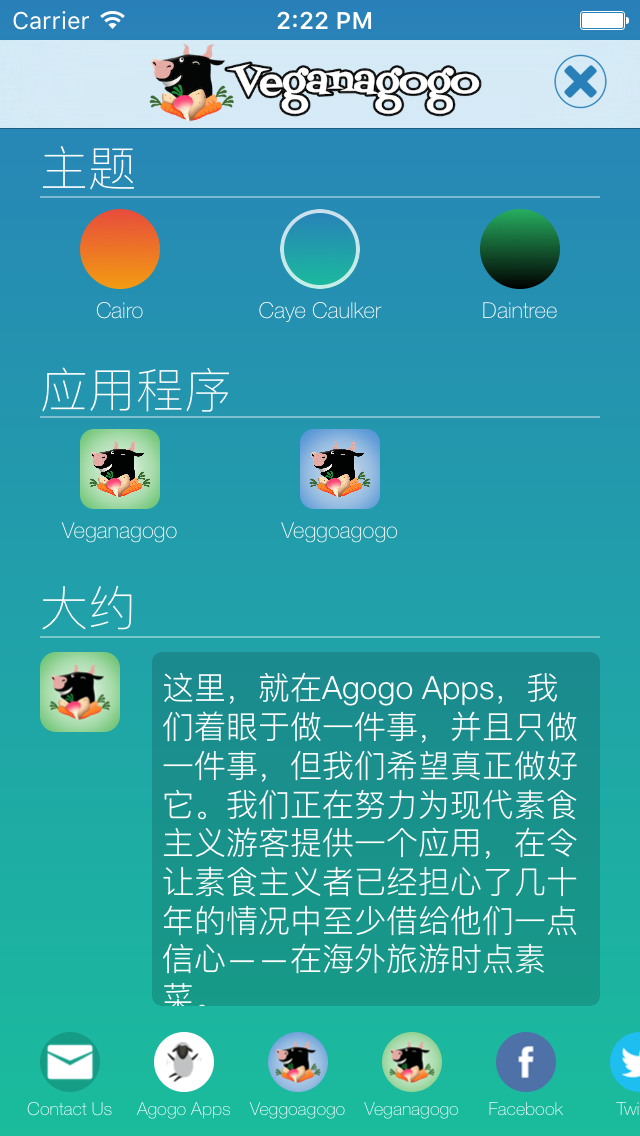 Carrier 2:22 PM
Veganagogo
主题
Cairo Caye Caulker Daintree
应用程序
Veganagogo Veggoagogo
大约
这里，就在Agogo Apps，我
们着眼于做一件事，并且只做
一件事，但我们希望真正做好
它。我们正在努力为现代素食
主义游客提供一个应用，在令
让素食主义者已经担心了几十
年的情况中至少借给他们一点
信心——在海外旅游时点素
菜。
Contact Us Agogo Apps Veggoagogo Veganagogo Facebook Twi